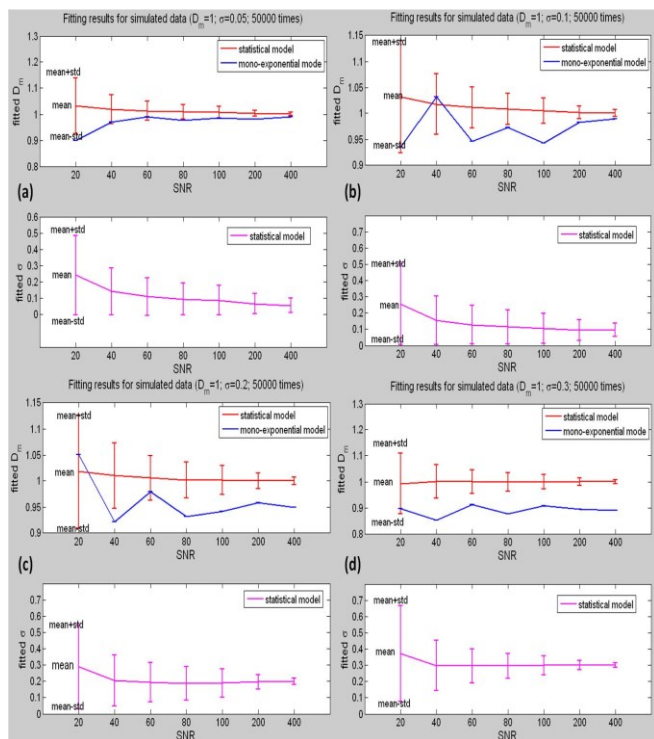 Fitting results for simulated data (D_m=1; σ=0.05; 50000 times)
1.3
1.2
1.1
1
0.9
0.8
fitted D_m
mean+std
mean
mean-std
statistical model
mono-exponential mode
20 40 60 80 100 200 400
SNR
(a)
Fitting results for simulated data (D_m=1; σ=0.1; 50000 times)
1.15
1.1
1.05
1
0.95
0.9
fitted D_m
mean+std
mean
mean-std
statistical model
mono-exponential mode
20 40 60 80 100 200 400
SNR
(b)
0.6
0.5
0.4
0.3
0.2
0.1
0
fitted σ
mean+std
mean
mean-std
statistical model
20 40 60 80 100 200 400
SNR
0.7
0.6
0.5
0.4
0.3
0.2
0.1
0
fitted σ
mean+std
mean
mean-std
statistical model
20 40 60 80 100 200 400
SNR
Fitting results for simulated data (D_m=1; σ=0.2; 50000 times)
1.15
1.1
1.05
1
0.95
0.9
fitted D_m
mean+std
mean
mean-std
statistical model
mono-exponential model
20 40 60 80 100 200 400
SNR
(c)
Fitting results for simulated data (D_m=1; σ=0.3; 50000 times)
1.3
1.2
1.1
1
0.9
0.8
fitted D_m
mean+std
mean
mean-std
statistical model
mono-exponential mode
20 40 60 80 100 200 400
SNR
(d)
0.7
0.6
0.5
0.4
0.3
0.2
0.1
0
fitted σ
mean+std
mean
mean-std
statistical model
20 40 60 80 100 200 400
SNR
0.7
0.6
0.5
0.4
0.3
0.2
0.1
0
fitted σ
mean+std
mean
mean-std
statistical model
20 40 60 80 100 200 400
SNR